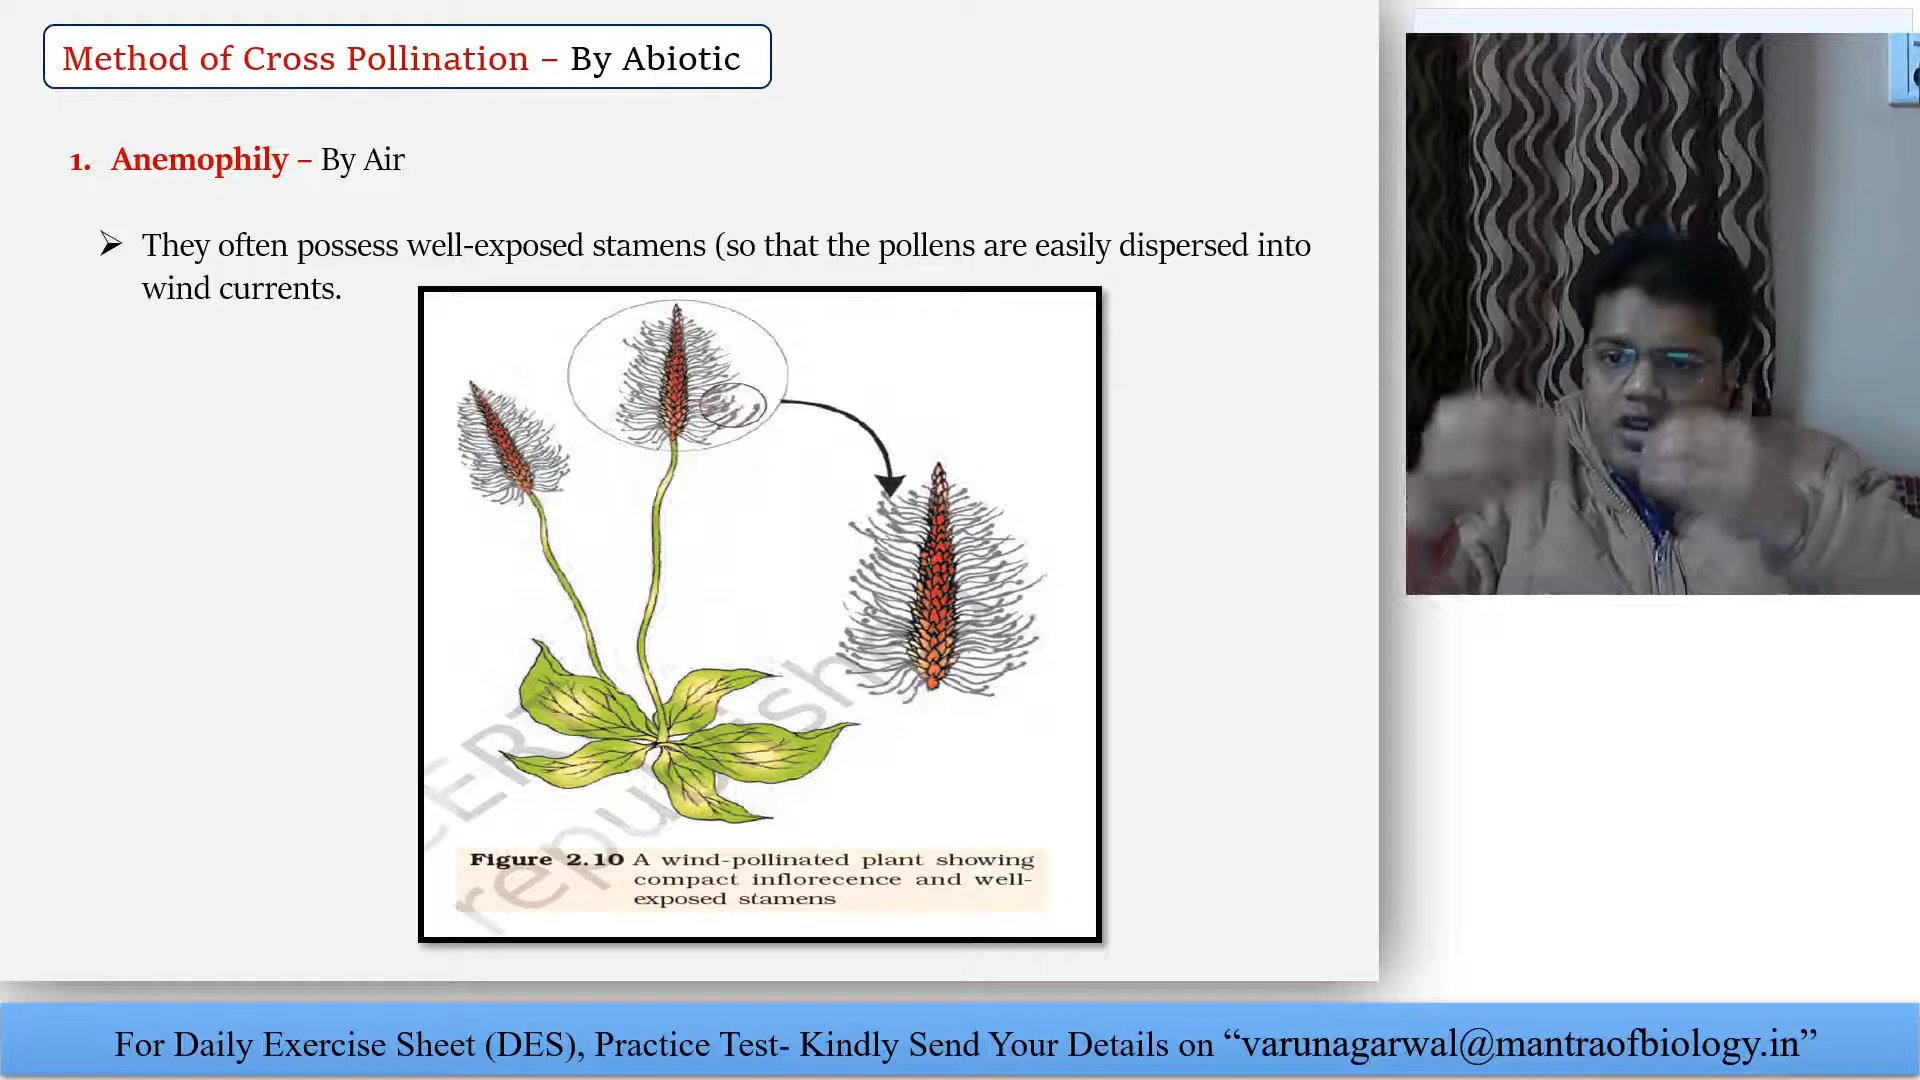 Method of Cross Pollination – By Abiotic
1. Anemophily – By Air
➢ They often possess well-exposed stamens (so that the pollens are easily dispersed into
wind currents.
Figure 2.10 A wind-pollinated plant showing
compact inflorecence and well-
exposed stamens
For Daily Exercise Sheet (DES), Practice Test- Kindly Send Your Details on “varunagarwal@mantraofbiology.in”